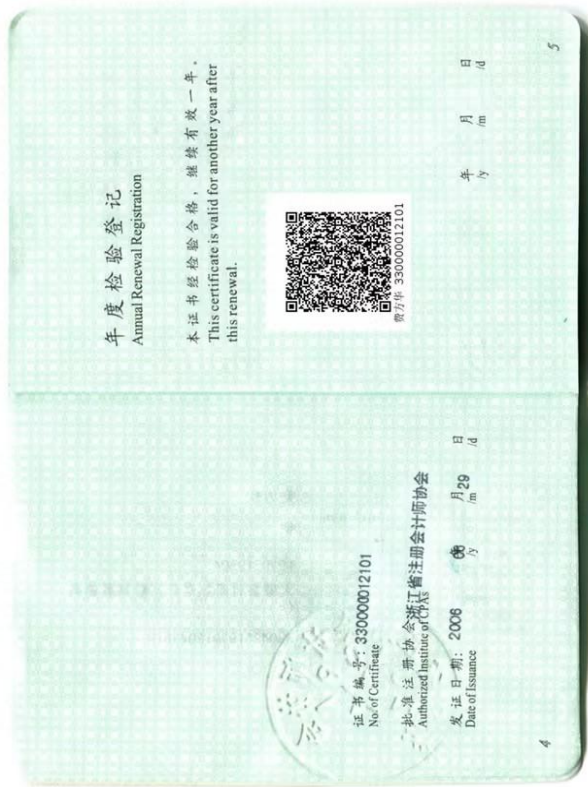 证书编号：330000012101
No. of Certificate
批准注册协会浙江省注册会计师协会
Authorized Institute of CPAs
发证日期： 2006 年 月29 日
Date of Issuance /y /m /d
4
年度检验登记
Annual Renewal Registration
本证书经检验合格，继续有效一年。
This certificate is valid for another year after
this renewal.
费方华 330000012101
年 月 日
/y /m /d
5